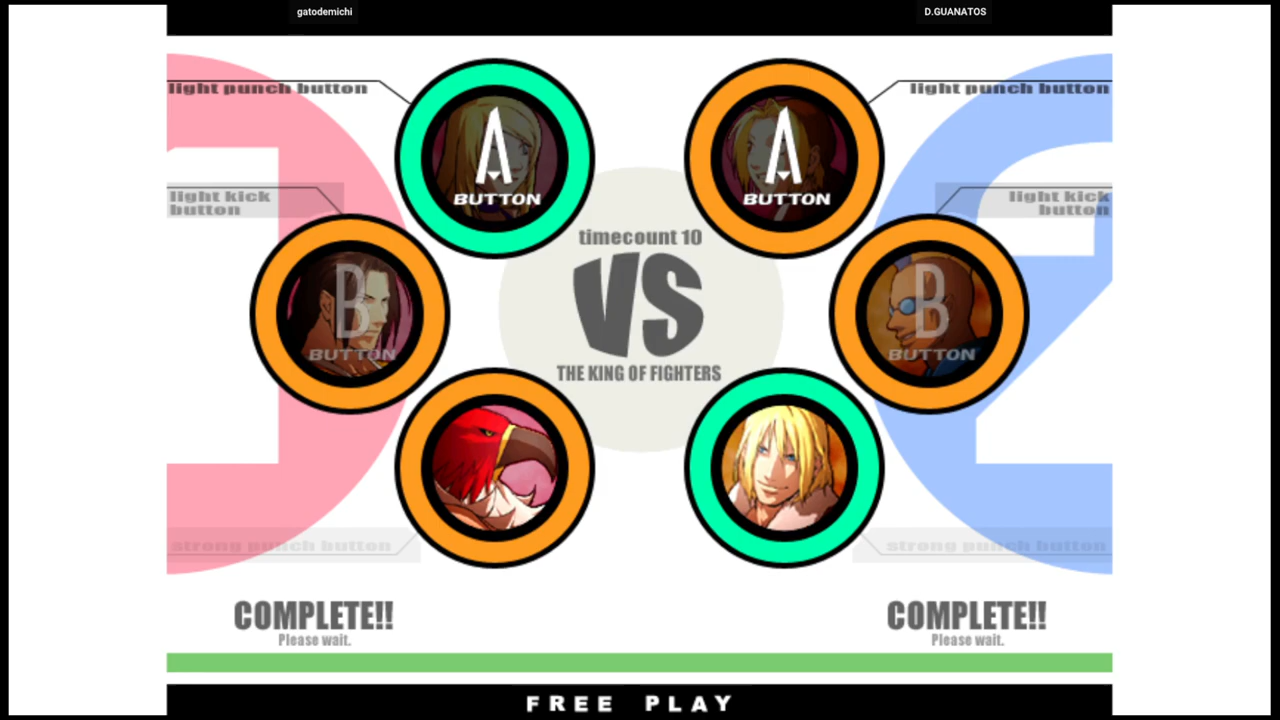 gatodemichi
D.GUANATOS
light punch button
light punch button
A
BUTTON
A
BUTTON
light kick
button
light kick
button
timecount 10
VS
THE KING OF FIGHTERS
B
BUTTON
B
BUTTON
strong punch button
strong punch button
COMPLETE!!
Please wait.
COMPLETE!!
Please wait.
FREE PLAY